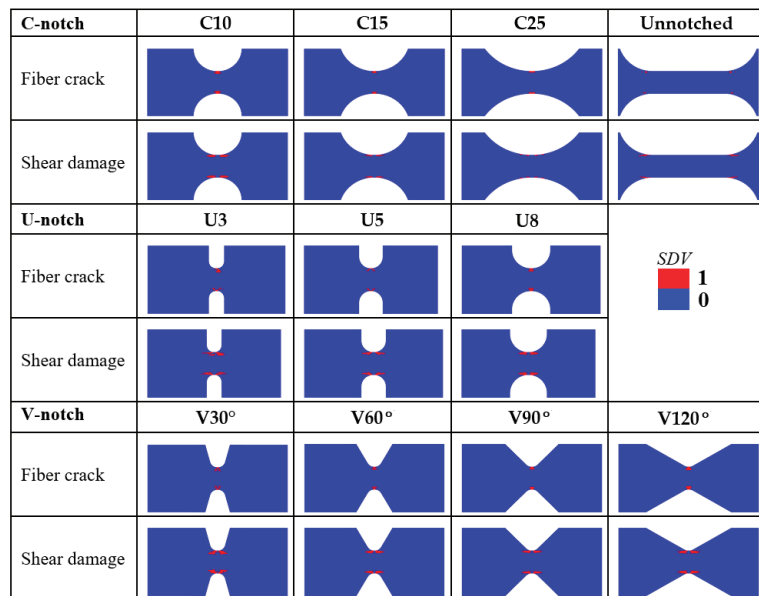 C-notch C10 C15 C25 Unnotched
Fiber crack
Shear damage
U-notch U3 U5 U8
Fiber crack
SDV
1
0
Shear damage
V-notch V30° V60° V90° V120°
Fiber crack
Shear damage